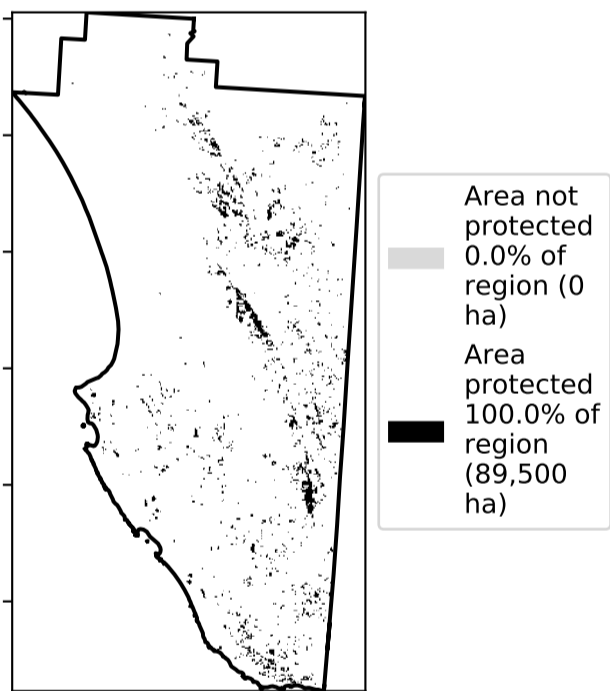 Area not
protected
0.0% of
region (0
ha)
Area
protected
100.0% of
region
(89,500
ha)